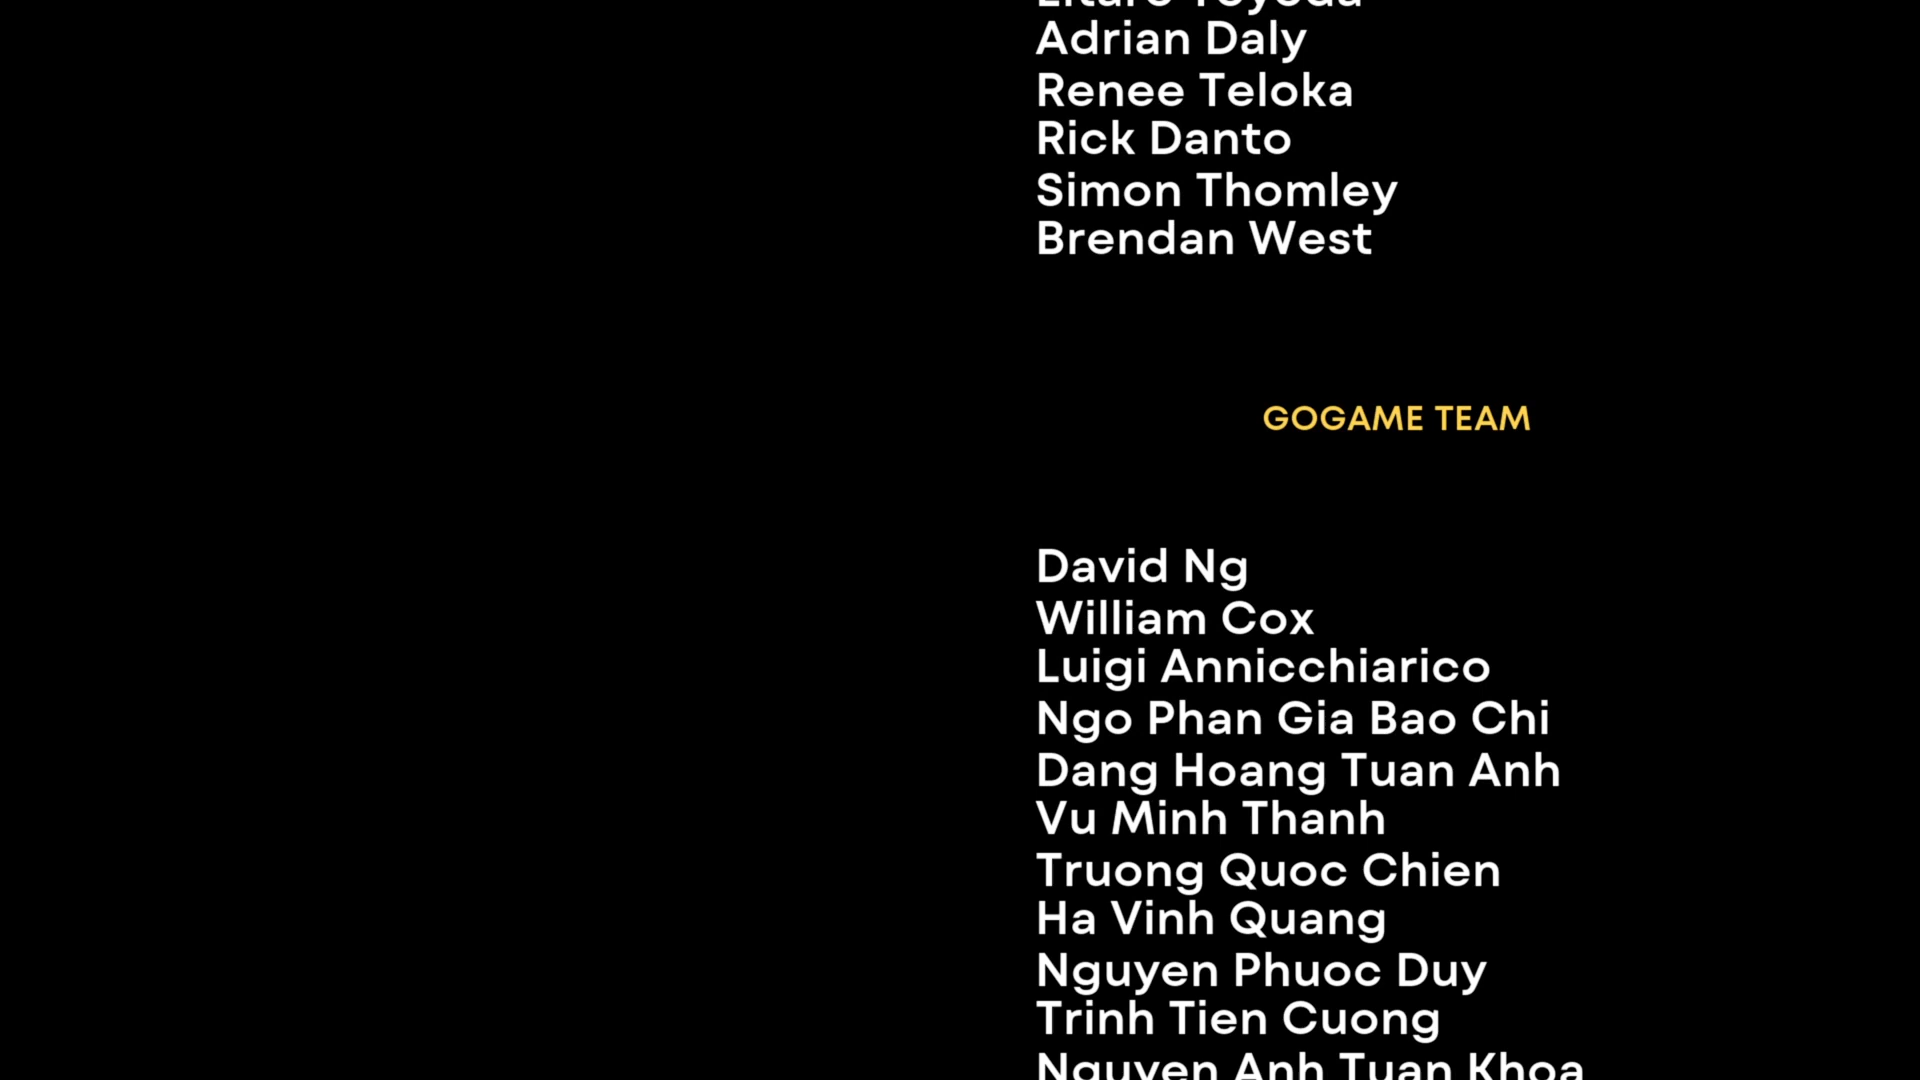 Adrian Daly
Renee Teloka
Rick Danto
Simon Thomley
Brendan West
GOGAME TEAM
David Ng
William Cox
Luigi Annicchiarico
Ngo Phan Gia Bao Chi
Dang Hoang Tuan Anh
Vu Minh Thanh
Truong Quoc Chien
Ha Vinh Quang
Nguyen Phuoc Duy
Trinh Tien Cuong
Nguyen Anh Tuan Khoa